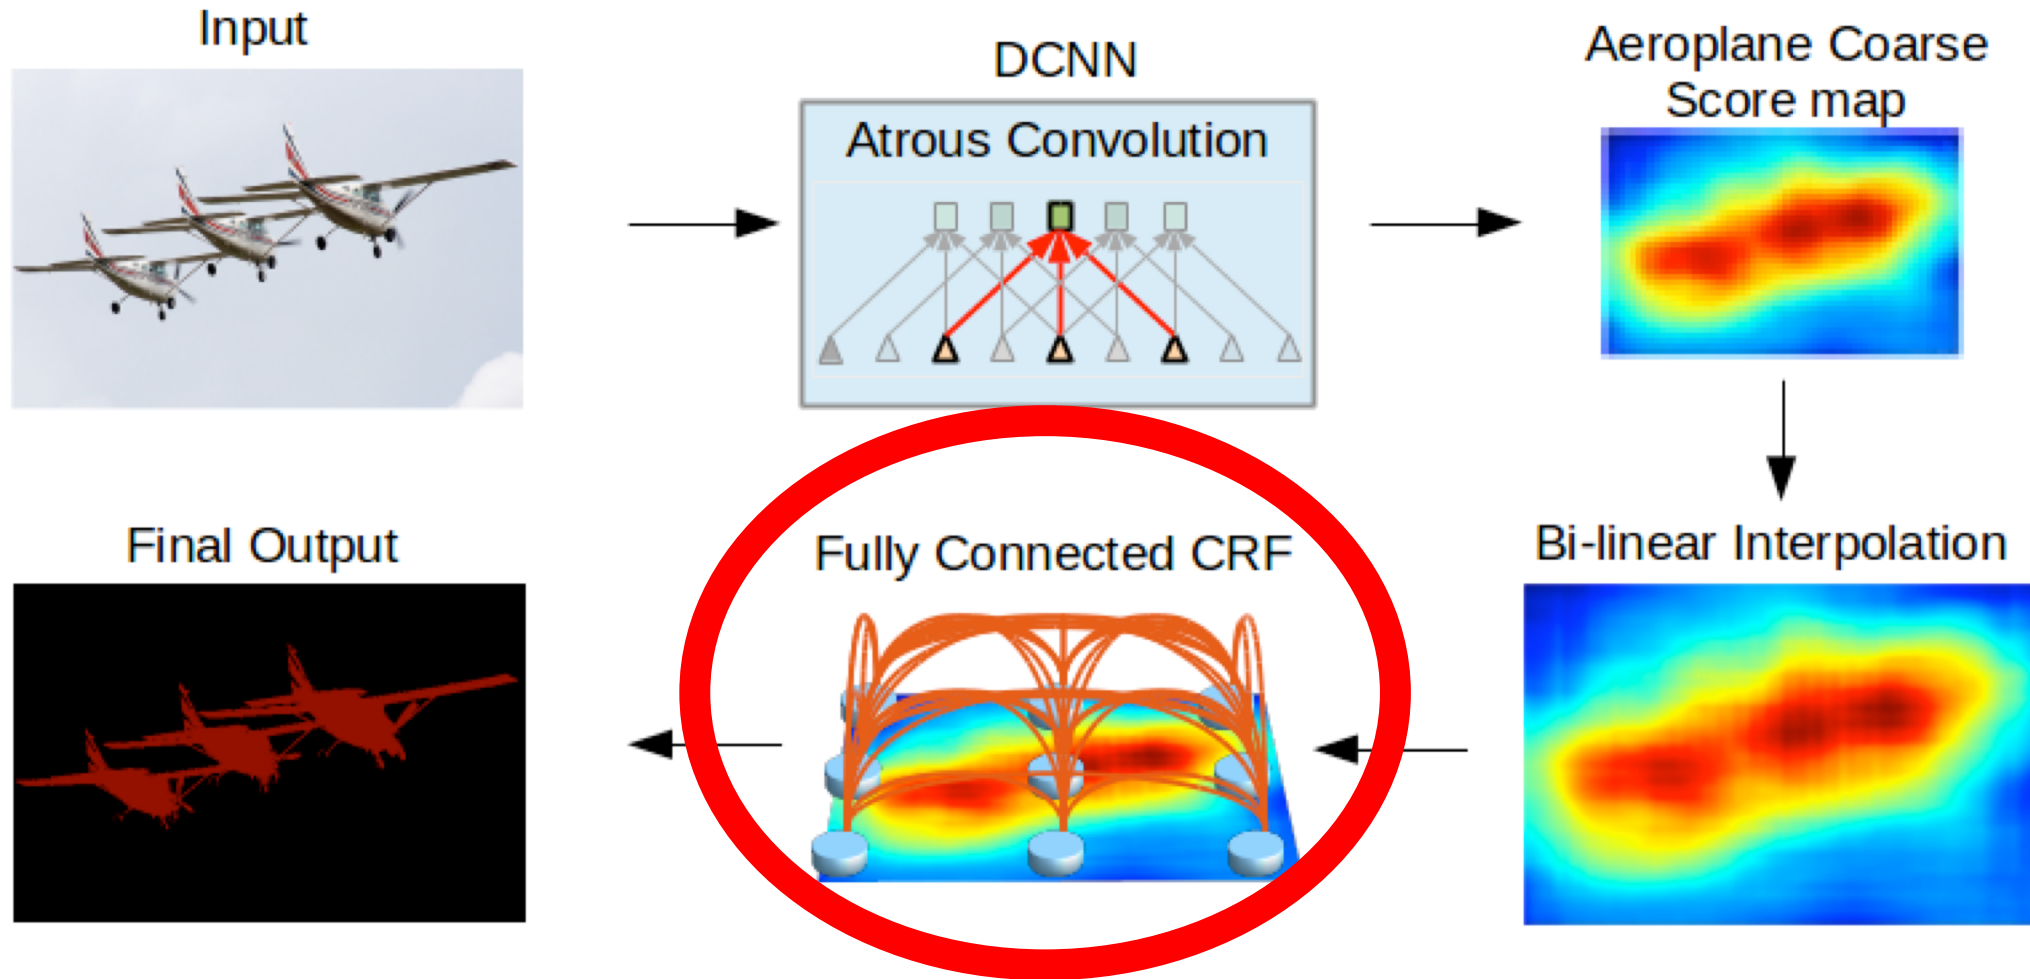 Input
DCNN
Atrous Convolution
Aeroplane Coarse
Score map
Bi-linear Interpolation
Fully Connected CRF
Final Output